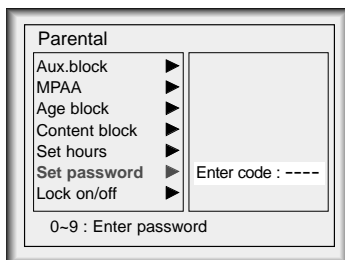 Parental
Aux.block
MPAA
Age block
Content block
Set hours
Set password Enter code : ----
Lock on/off
0~9 : Enter password